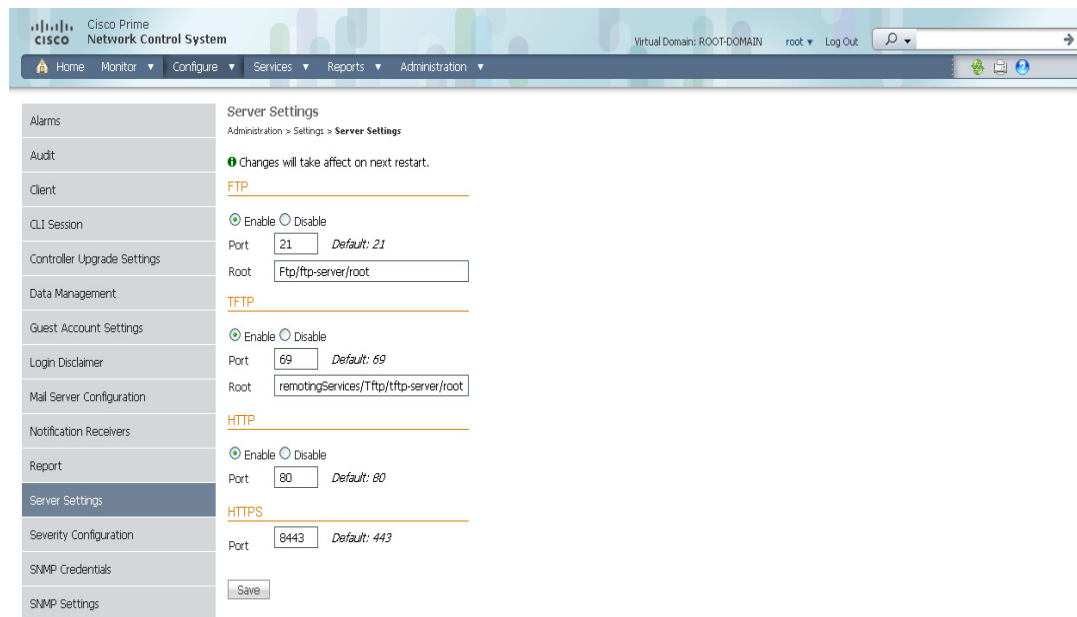 Cisco Prime
CISCO Network Control System
Virtual Domain: ROOT-DOMAIN root ▼ Log Out
Home Monitor ▼ Configure ▼ Services ▼ Reports ▼ Administration ▼
Alarms
Audit
Client
CLI Session
Controller Upgrade Settings
Data Management
Guest Account Settings
Login Disclaimer
Mail Server Configuration
Notification Receivers
Report
Server Settings
Severity Configuration
SNMP Credentials
SNMP Settings
Server Settings
Administration > Settings > Server Settings
Changes will take affect on next restart.
FTP
Enable Disable
Port 21 Default: 21
Root Ftp/ftp-server/root
TFTP
Enable Disable
Port 69 Default: 69
Root remotingServices/Tftp/tftp-server/root
HTTP
Enable Disable
Port 80 Default: 80
HTTPS
Port 8443 Default: 443
Save